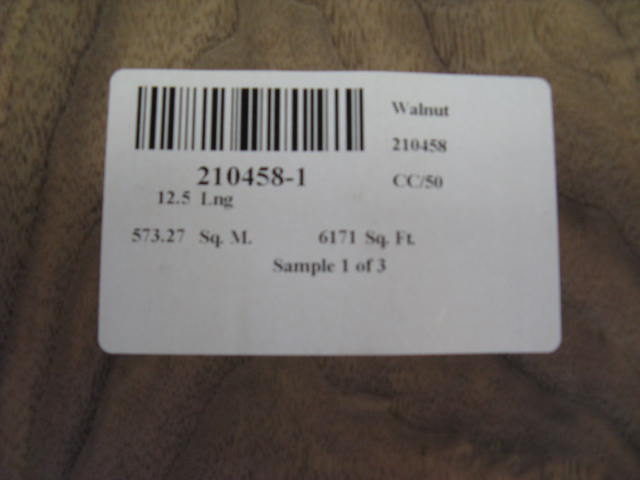 Walnut
210458
210458-1
CC/50
12.5 Lng
573.27 Sq. M. 6171 Sq. Ft.
Sample 1 of 3